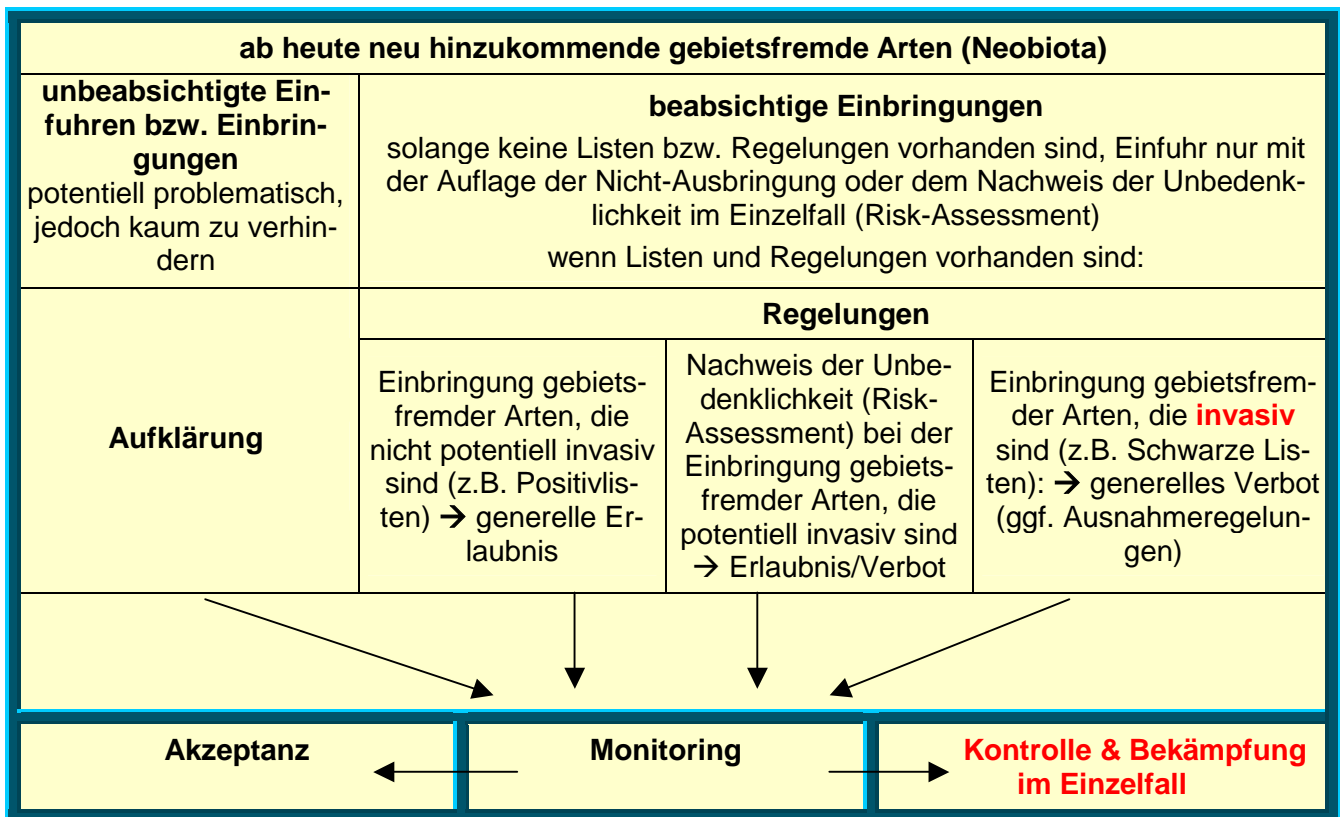 ab heute neu hinzukommende gebietsfremde Arten (Neobiota)
unbeabsichtigte Ein-
fuhren bzw. Einbrin-
gungen
potentiell problematisch,
jedoch kaum zu verhin-
dern
beabsichtige Einbringungen
solange keine Listen bzw. Regelungen vorhanden sind, Einfuhr nur mit
der Auflage der Nicht-Ausbringung oder dem Nachweis der Unbedenk-
lichkeit im Einzelfall (Risk-Assessment)
wenn Listen und Regelungen vorhanden sind:
Aufklärung
Regelungen
Einbringung gebiets-
fremder Arten, die
nicht potentiell invasiv
sind (z.B. Positivlis-
ten) → generelle Er-
laubnis
Nachweis der Unbe-
denklichkeit (Risk-
Assessment) bei der
Einbringung gebiets-
fremder Arten, die
potentiell invasiv sind
→ Erlaubnis/Verbot
Einbringung gebietsfrem-
der Arten, die invasiv
sind (z.B. Schwarze Lis-
ten): → generelles Verbot
(ggf. Ausnahmeregelun-
gen)
Akzeptanz
Monitoring
Kontrolle & Bekämpfung
im Einzelfall